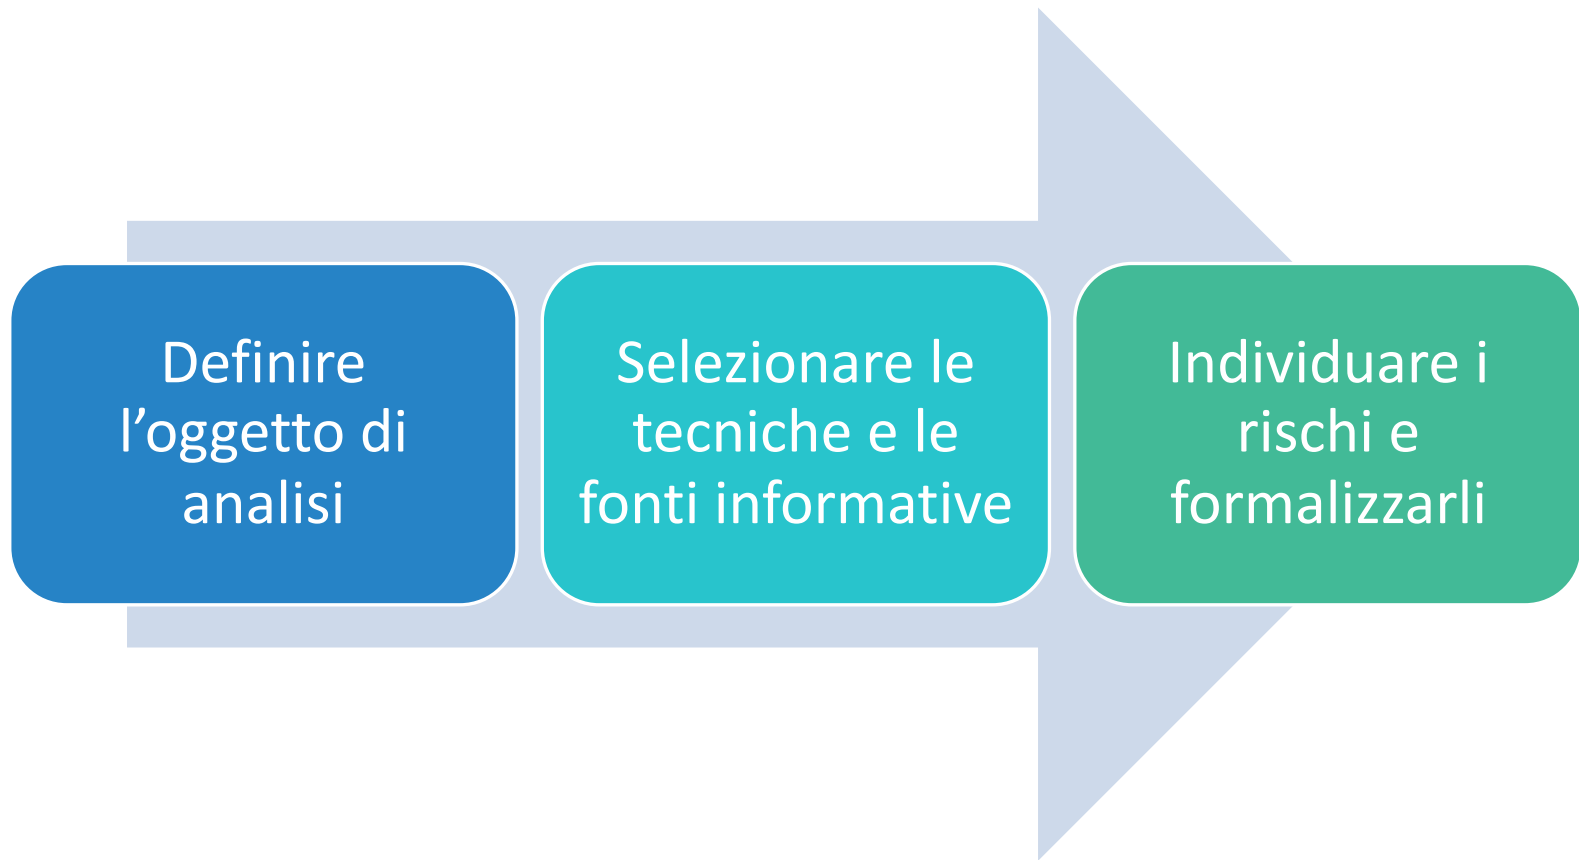 Definire
l’oggetto di
analisi
Selezionare le
tecniche e le
fonti informative
Individuare i
rischi e
formalizzarli